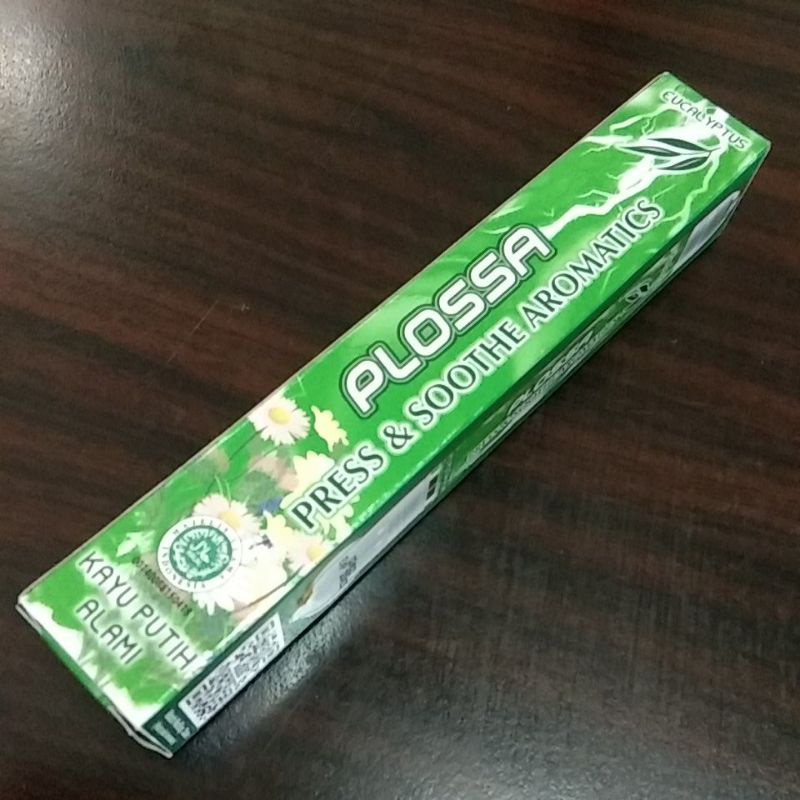 EUCALYPTUS
PLOSSA
PRESS & SOOTHE AROMATICS
KAYU PUTIH
ALAMI